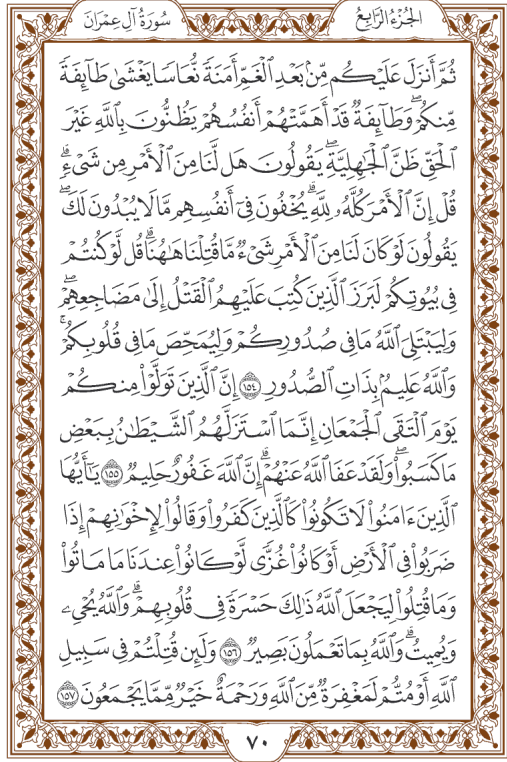 الجُزْءُ الرَّابِعُ
سُورَةُ آلِ عِمْرَانَ
ثُمَّ أَنزَلَ عَلَيْكُم مِّنۢ بَعْدِ ٱلْغَمِّ أَمَنَةً نُّعَاسًا يَغْشَىٰ طَآئِفَةً
مِّنكُمْۖ وَطَآئِفَةٌ قَدْ أَهَمَّتْهُمْ أَنفُسُهُمْ يَظُنُّونَ بِٱللَّهِ غَيْرَ
ٱلْحَقِّ ظَنَّ ٱلْجَٰهِلِيَّةِۖ يَقُولُونَ هَل لَّنَا مِنَ ٱلْأَمْرِ مِن شَىْءٍۗ
قُلْ إِنَّ ٱلْأَمْرَ كُلَّهُۥ لِلَّهِۗ يُخْفُونَ فِىٓ أَنفُسِهِم مَّا لَا يُبْدُونَ لَكَۖ
يَقُولُونَ لَوْ كَانَ لَنَا مِنَ ٱلْأَمْرِ شَىْءٌ مَّا قُتِلْنَا هَٰهُنَاۗ قُل لَّوْ كُنتُمْ
فِى بُيُوتِكُمْ لَبَرَزَ ٱلَّذِينَ كُتِبَ عَلَيْهِمُ ٱلْقَتْلُ إِلَىٰ مَضَاجِعِهِمْۖ
وَلِيَبْتَلِىَ ٱللَّهُ مَا فِى صُدُورِكُمْ وَلِيُمَحِّصَ مَا فِى قُلُوبِكُمْۚ
وَٱللَّهُ عَلِيمٌۢ بِذَاتِ ٱلصُّدُورِ ١٥٤ إِنَّ ٱلَّذِينَ تَوَلَّوْا۟ مِنكُمْ
يَوْمَ ٱلْتَقَى ٱلْجَمْعَانِ إِنَّمَا ٱسْتَزَلَّهُمُ ٱلشَّيْطَٰنُ بِبَعْضِ
مَا كَسَبُوا۟ۖ وَلَقَدْ عَفَا ٱللَّهُ عَنْهُمْۗ إِنَّ ٱللَّهَ غَفُورٌ حَلِيمٌ ١٥٥ يَٰٓأَيُّهَا
ٱلَّذِينَ ءَامَنُوا۟ لَا تَكُونُوا۟ كَٱلَّذِينَ كَفَرُوا۟ وَقَالُوا۟ لِإِخْوَٰنِهِمْ إِذَا
ضَرَبُوا۟ فِى ٱلْأَرْضِ أَوْ كَانُوا۟ غُزًّى لَّوْ كَانُوا۟ عِندَنَا مَا مَاتُوا۟
وَمَا قُتِلُوا۟ لِيَجْعَلَ ٱللَّهُ ذَٰلِكَ حَسْرَةً فِى قُلُوبِهِمْۗ وَٱللَّهُ يُحْىِۦ
وَيُمِيتُۗ وَٱللَّهُ بِمَا تَعْمَلُونَ بَصِيرٌ ١٥٦ وَلَئِن قُتِلْتُمْ فِى سَبِيلِ
ٱللَّهِ أَوْ مُتُّمْ لَمَغْفِرَةٌ مِّنَ ٱللَّهِ وَرَحْمَةٌ خَيْرٌ مِّمَّا يَجْمَعُونَ ١٥٧
٧٠